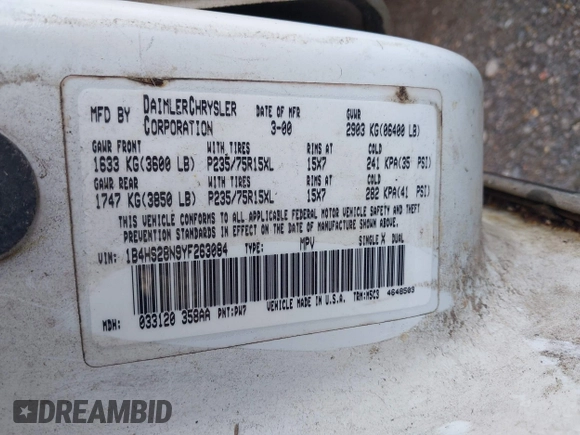 MFD BY DAIMLERCHRYSLER CORPORATION DATE OF MFR 3-00 GVWR 2903 KG(06400 LB)
GAWR FRONT WITH TIRES RIMS AT COLD
1633 KG(3600 LB) P235/75R15XL 15X7 241 KPA(35 PSI)
GAWR REAR WITH TIRES RIMS AT COLD
1747 KG(3850 LB) P235/75R15XL 15X7 282 KPA(41 PSI)
THIS VEHICLE CONFORMS TO ALL APPLICABLE FEDERAL MOTOR VEHICLE SAFETY AND THEFT
PREVENTION STANDARDS IN EFFECT ON THE DATE OF MANUFACTURE SHOWN ABOVE.
VIN: 1B4HS28N9YF263084 TYPE: MPV SINGLE X DUAL
MDH: 033120 358AA PNT:PW7 VEHICLE MADE IN U.S.A. TRM:M5C3 4648503
DREAMBID